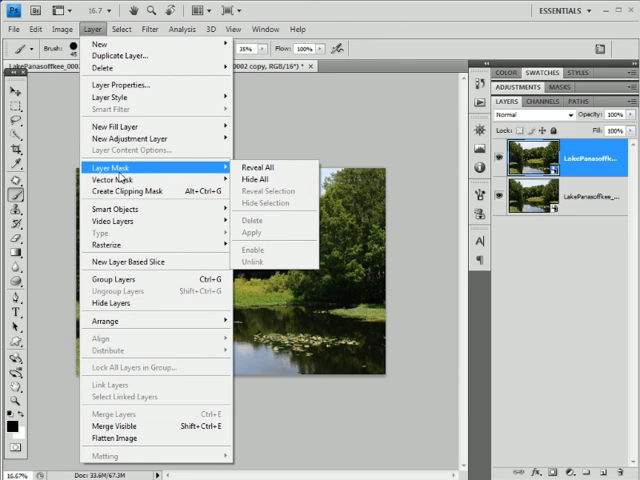 Ps
16.7
ESSENTIALS
File Edit Image Layer Select Filter Analysis 3D View Window Help
Brush: 45
35% Flow: 100%
LakePanasoffkee_000
0002 copy, RGB/16*) * ×
New
Duplicate Layer...
Delete
Layer Properties...
Layer Style
Smart Filter
New Fill Layer
New Adjustment Layer
Layer Content Options...
Layer Mask
Vector Mask
Create Clipping Mask Alt+Ctrl+G
Smart Objects
Video Layers
Type
Rasterize
New Layer Based Slice
Group Layers Ctrl+G
Ungroup Layers Shift+Ctrl+G
Hide Layers
Arrange
Align
Distribute
Lock All Layers in Group...
Link Layers
Select Linked Layers
Merge Layers Ctrl+E
Merge Visible Shift+Ctrl+E
Flatten Image
Matting
Reveal All
Hide All
Reveal Selection
Hide Selection
Delete
Apply
Enable
Unlink
COLOR SWATCHES STYLES
ADJUSTMENTS MASKS
LAYERS CHANNELS PATHS
Normal Opacity: 100%
Lock: Fill: 100%
LakePanasoffk...
LakePanasoffkee_0...
16.67% Doc: 33.6M/67.3M